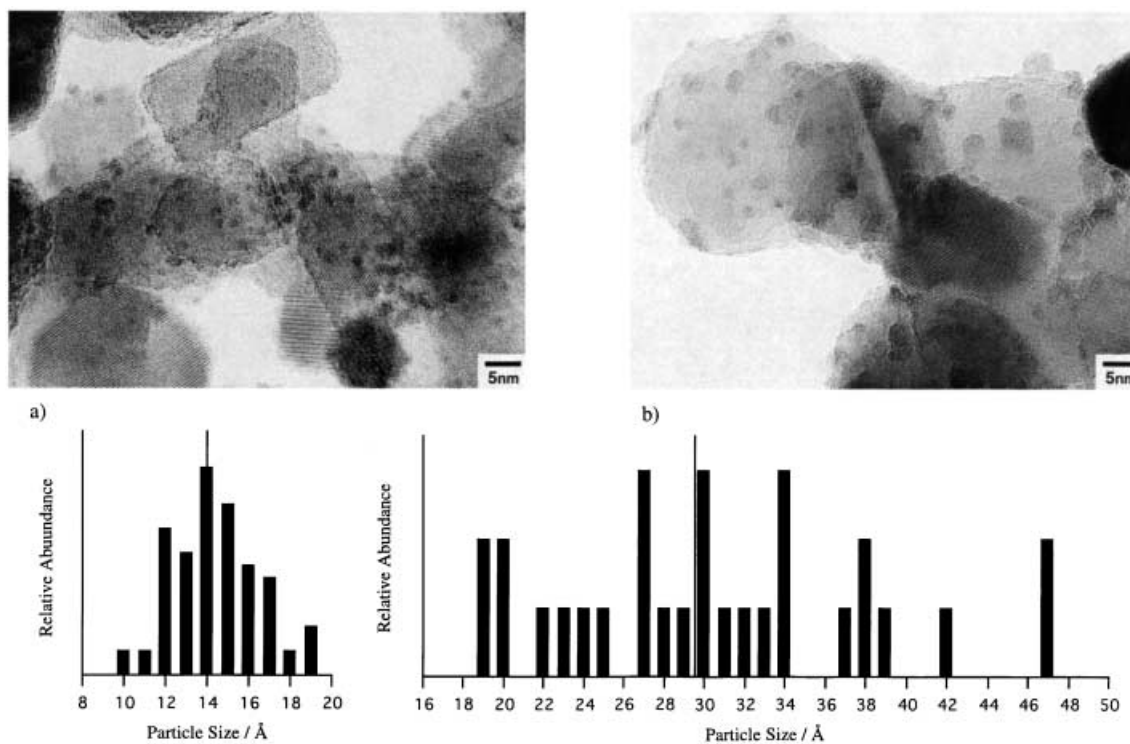 5nm
5nm
a)
b)
Relative Abuundance
8 10 12 14 16 18 20
Particle Size / Å
Relative Abundance
16 18 20 22 24 26 28 30 32 34 36 38 40 42 44 46 48 50
Particle Size / Å